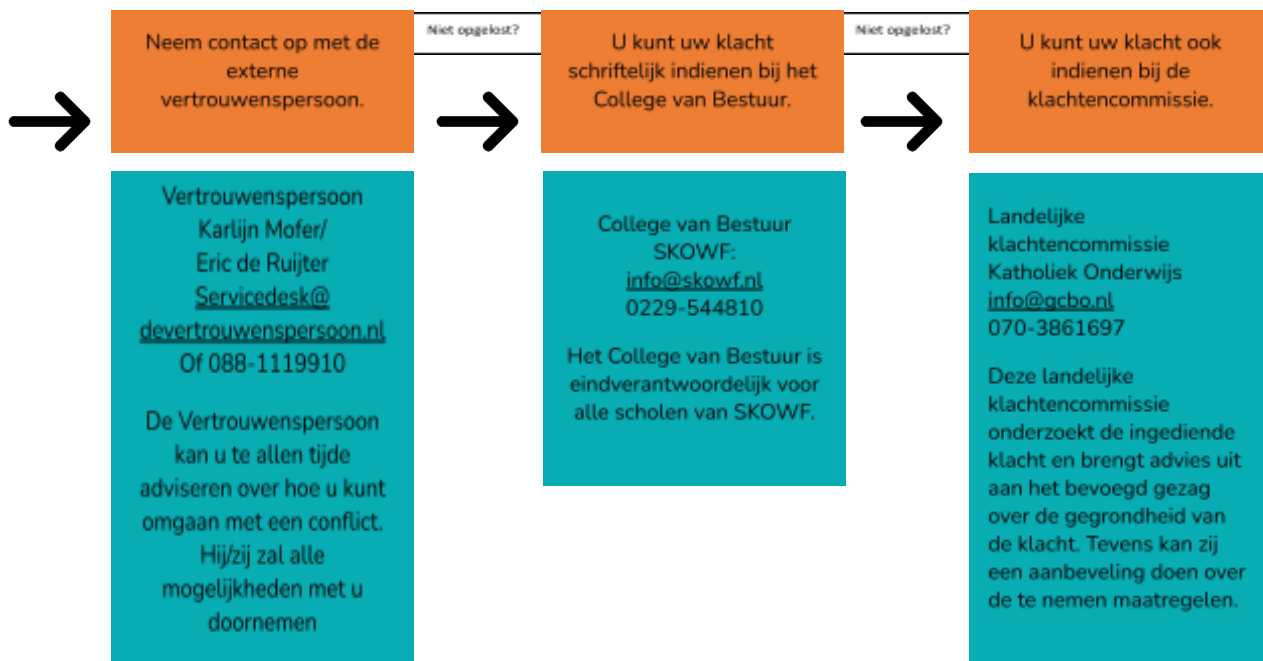 Neem contact op met de
externe
vertrouwenspersoon.
Niet opgelost?
U kunt uw klacht
schriftelijk indienen bij het
College van Bestuur.
Niet opgelost?
U kunt uw klacht ook
indienen bij de
klachtencommissie.
Vertrouwenspersoon
Karlijn Mofer/
Eric de Ruijter
Servicedesk@
devertrouwenspersoon.nl
Of 088-1119910
De Vertrouwenspersoon
kan u te allen tijde
adviseren over hoe u kunt
omgaan met een conflict.
Hij/zij zal alle
mogelijkheden met u
doornemen
College van Bestuur
SKOWF:
info@skowf.nl
0229-544810
Het College van Bestuur is
eindverantwoordelijk voor
alle scholen van SKOWF.
Landelijke
klachtencommissie
Katholiek Onderwijs
info@gcbo.nl
070-3861697
Deze landelijke
klachtencommissie
onderzoekt de ingediende
klacht en brengt advies uit
aan het bevoegd gezag
over de gegrondheid van
de klacht. Tevens kan zij
een aanbeveling doen over
de te nemen maatregelen.